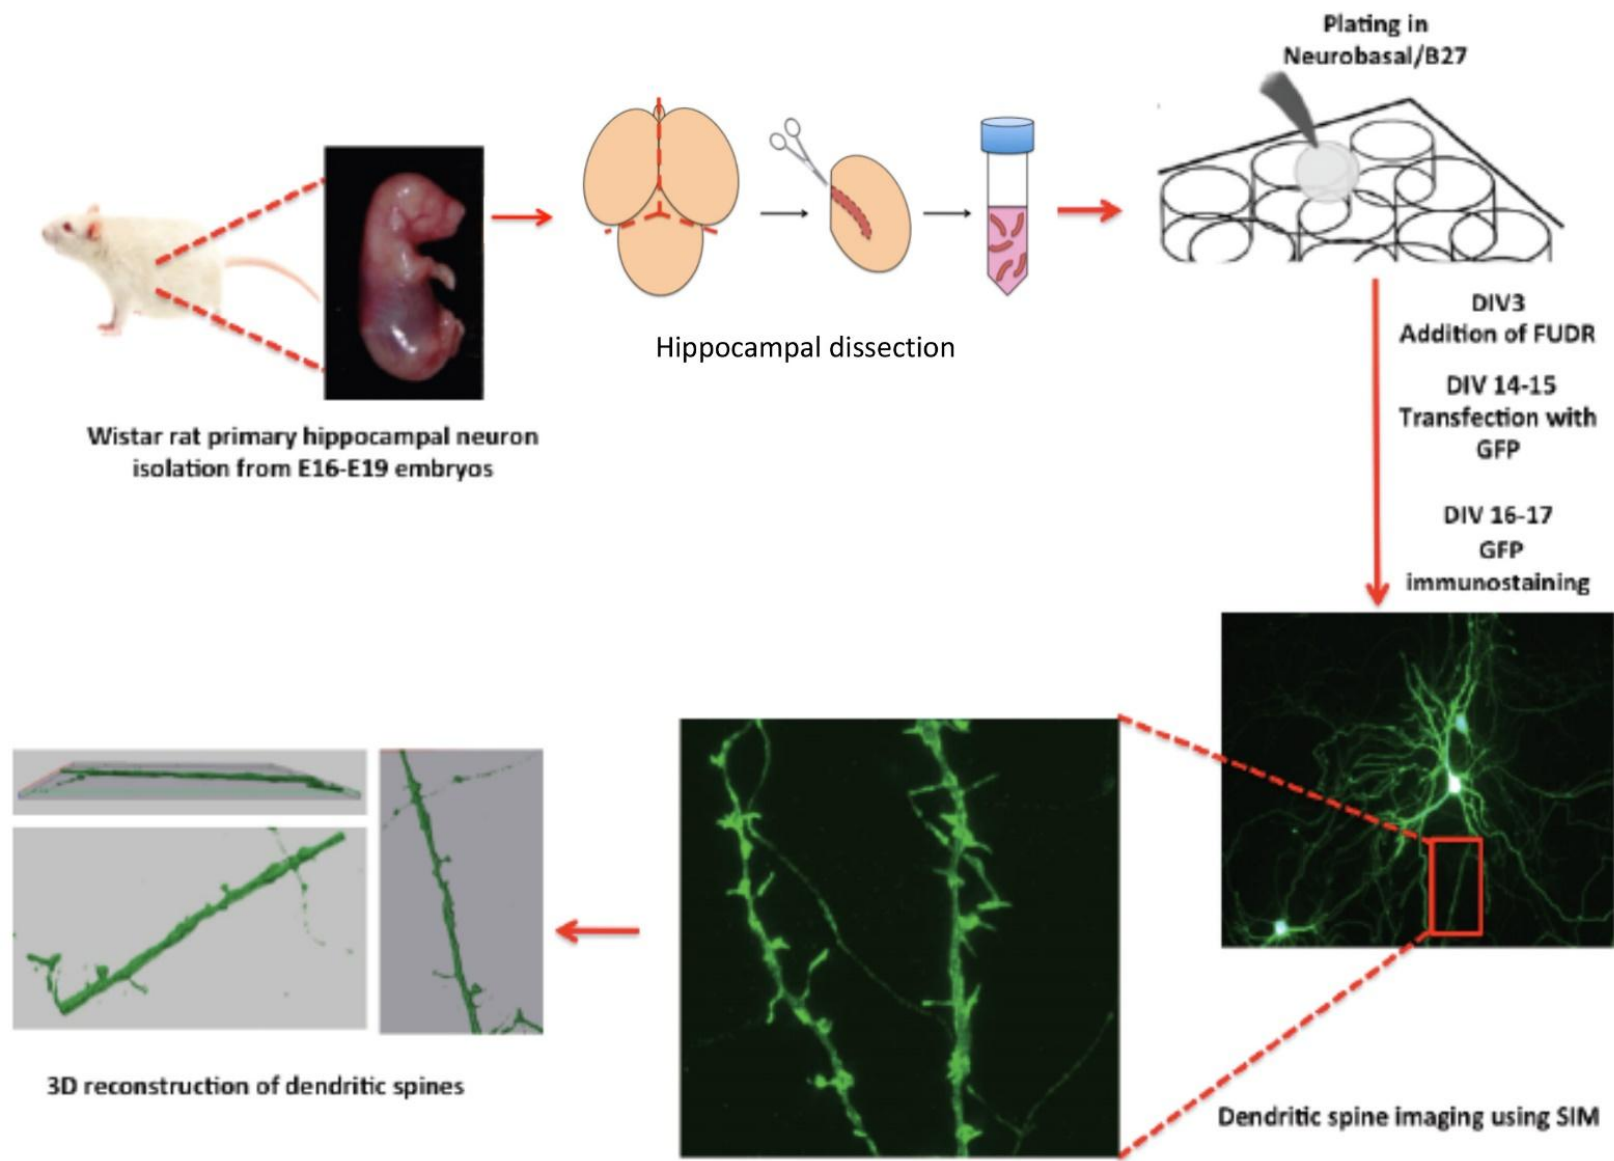 Plating in
Neurobasal/B27
Hippocampal dissection
Wistar rat primary hippocampal neuron
isolation from E16-E19 embryos
DIV3
Addition of FUDR
DIV 14-15
Transfection with
GFP
DIV 16-17
GFP
immunostaining
3D reconstruction of dendritic spines
Dendritic spine imaging using SIM